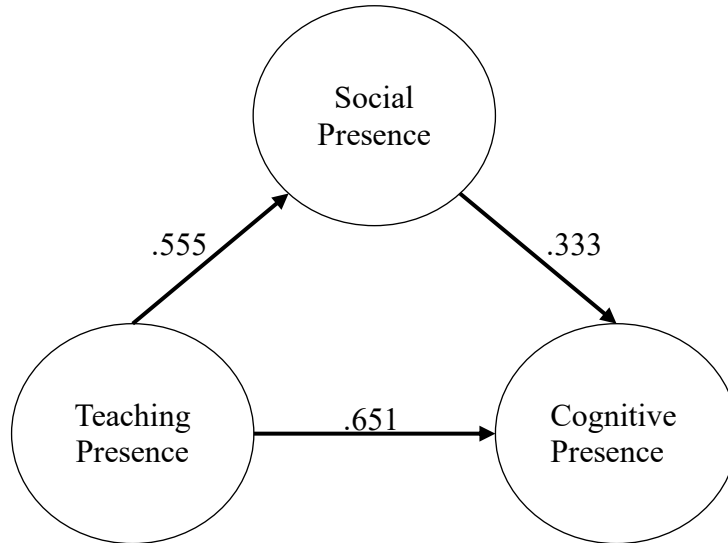 Social
Presence
.555
.333
Teaching
Presence
.651
Cognitive
Presence